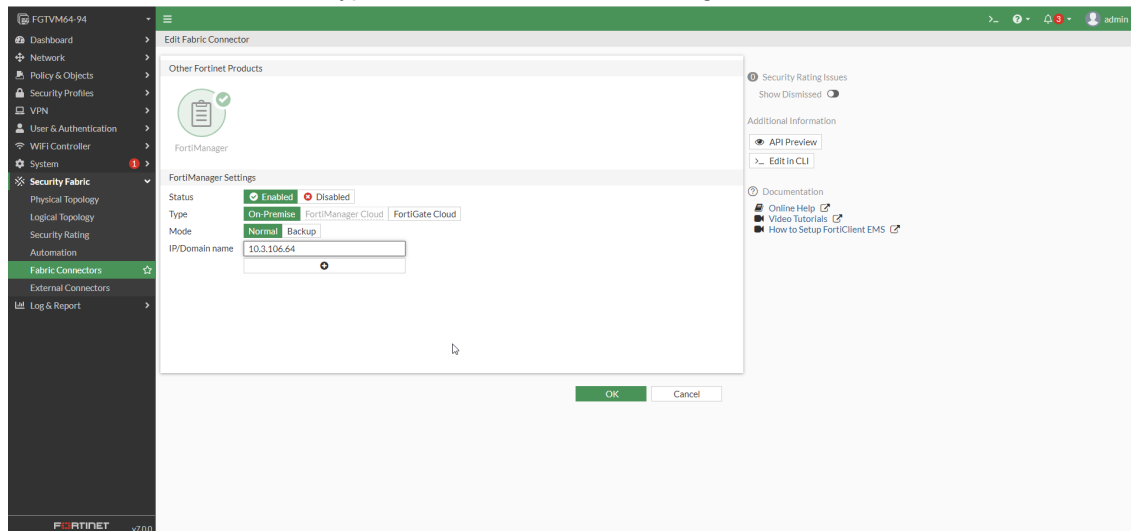 FGTVM64-94
admin
3
Dashboard
Network
Policy & Objects
Security Profiles
VPN
User & Authentication
WiFi Controller
System
1
Security Fabric
Physical Topology
Logical Topology
Security Rating
Automation
Fabric Connectors
External Connectors
Log & Report
FORTINET
v7.0.0
Edit Fabric Connector
Other Fortinet Products
FortiManager
FortiManager Settings
Status Enabled Disabled
Type On-Premise FortiManager Cloud FortiGate Cloud
Mode Normal Backup
IP/Domain name 10.3.106.64
OK Cancel
0 Security Rating Issues
Show Dismissed
Additional Information
API Preview
>_ Edit in CLI
Documentation
Online Help
Video Tutorials
How to Setup FortiClient EMS